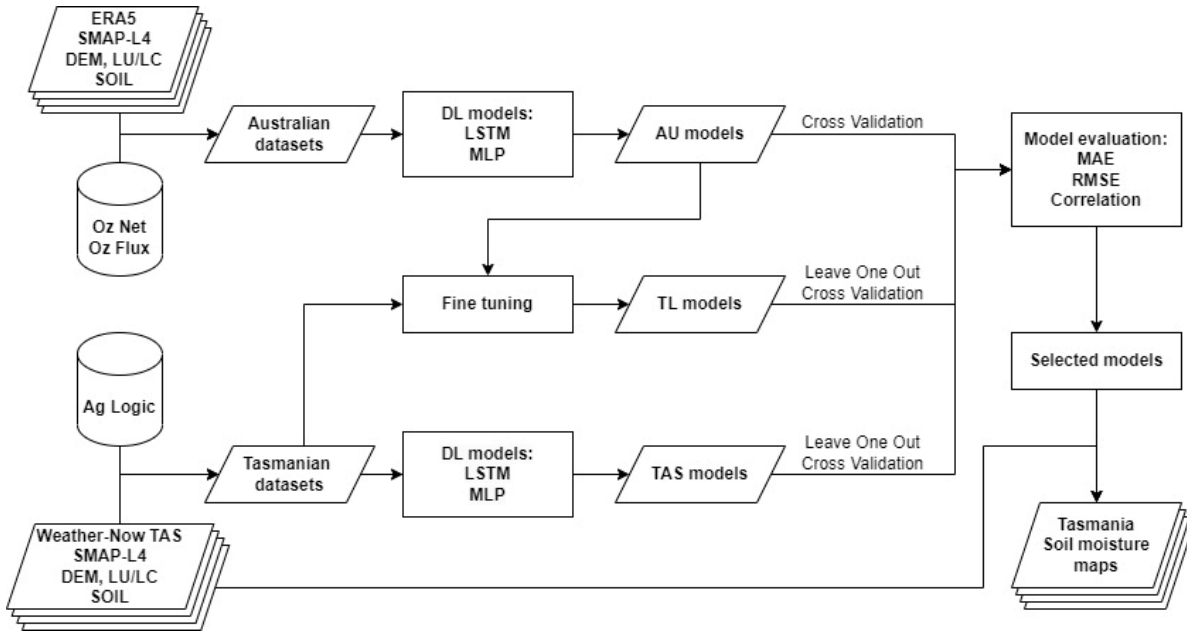 ERA5
SMAP-L4
DEM, LU/LC
SOIL
Australian
datasets
DL models:
LSTM
MLP
AU models
Cross Validation
Model evaluation:
MAE
RMSE
Correlation
Oz Net
Oz Flux
Fine tuning
TL models
Leave One Out
Cross Validation
Selected models
Ag Logic
Tasmanian
datasets
DL models:
LSTM
MLP
TAS models
Leave One Out
Cross Validation
Weather-Now TAS
SMAP-L4
DEM, LU/LC
SOIL
Tasmania
Soil moisture
maps